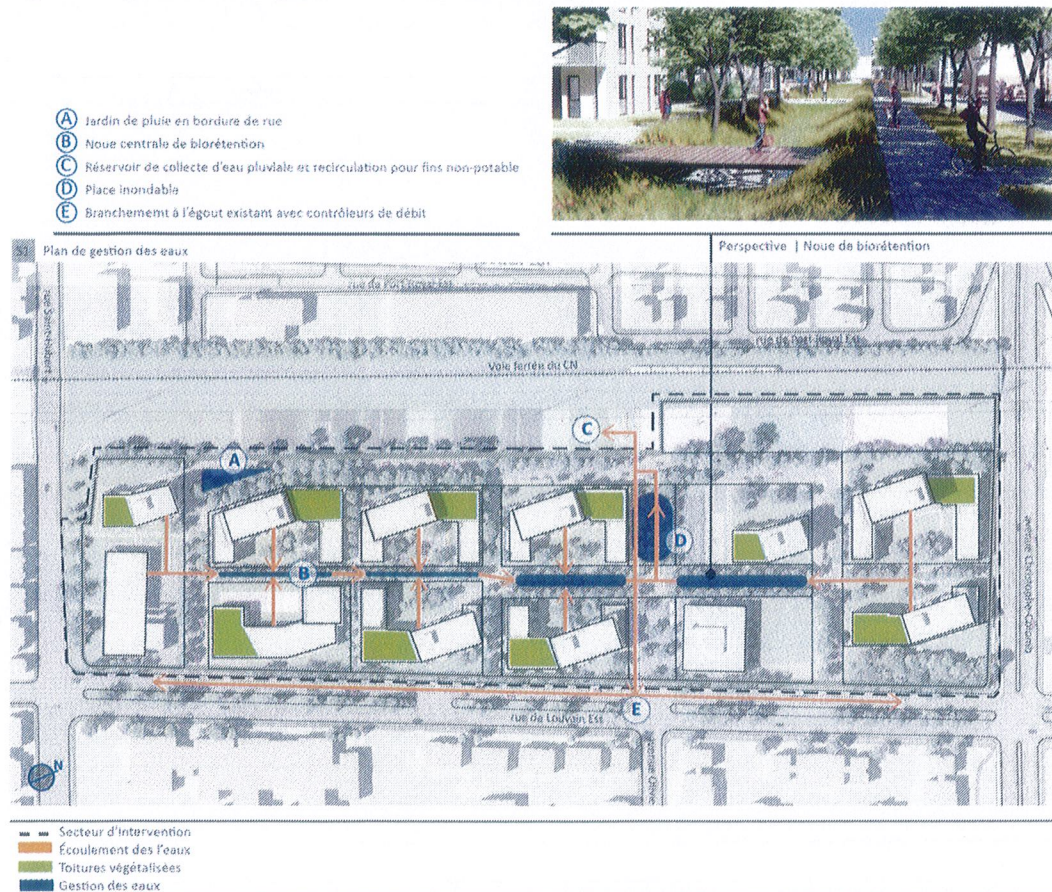 A Jardin de pluie en bordure de rue
B Noue centrale de biorétention
C Réservoir de collecte d'eau pluviale et recirculation pour fins non-potable
D Place inondable
E Branchememt à l'égout existant avec contrôleurs de débit
51 Plan de gestion des eaux
Perspective | Noue de biorétention
rue de Port-Royal Est
rue de Port-Royal Est
rue Saint-Hubert
Voie ferrée du CN
C
A
D
B
avenue Christophe-Colomb
E
rue de Louvain Est
avenue
N
Secteur d'intervention
Écoulement des l'eaux
Toitures végétalisées
Gestion des eaux